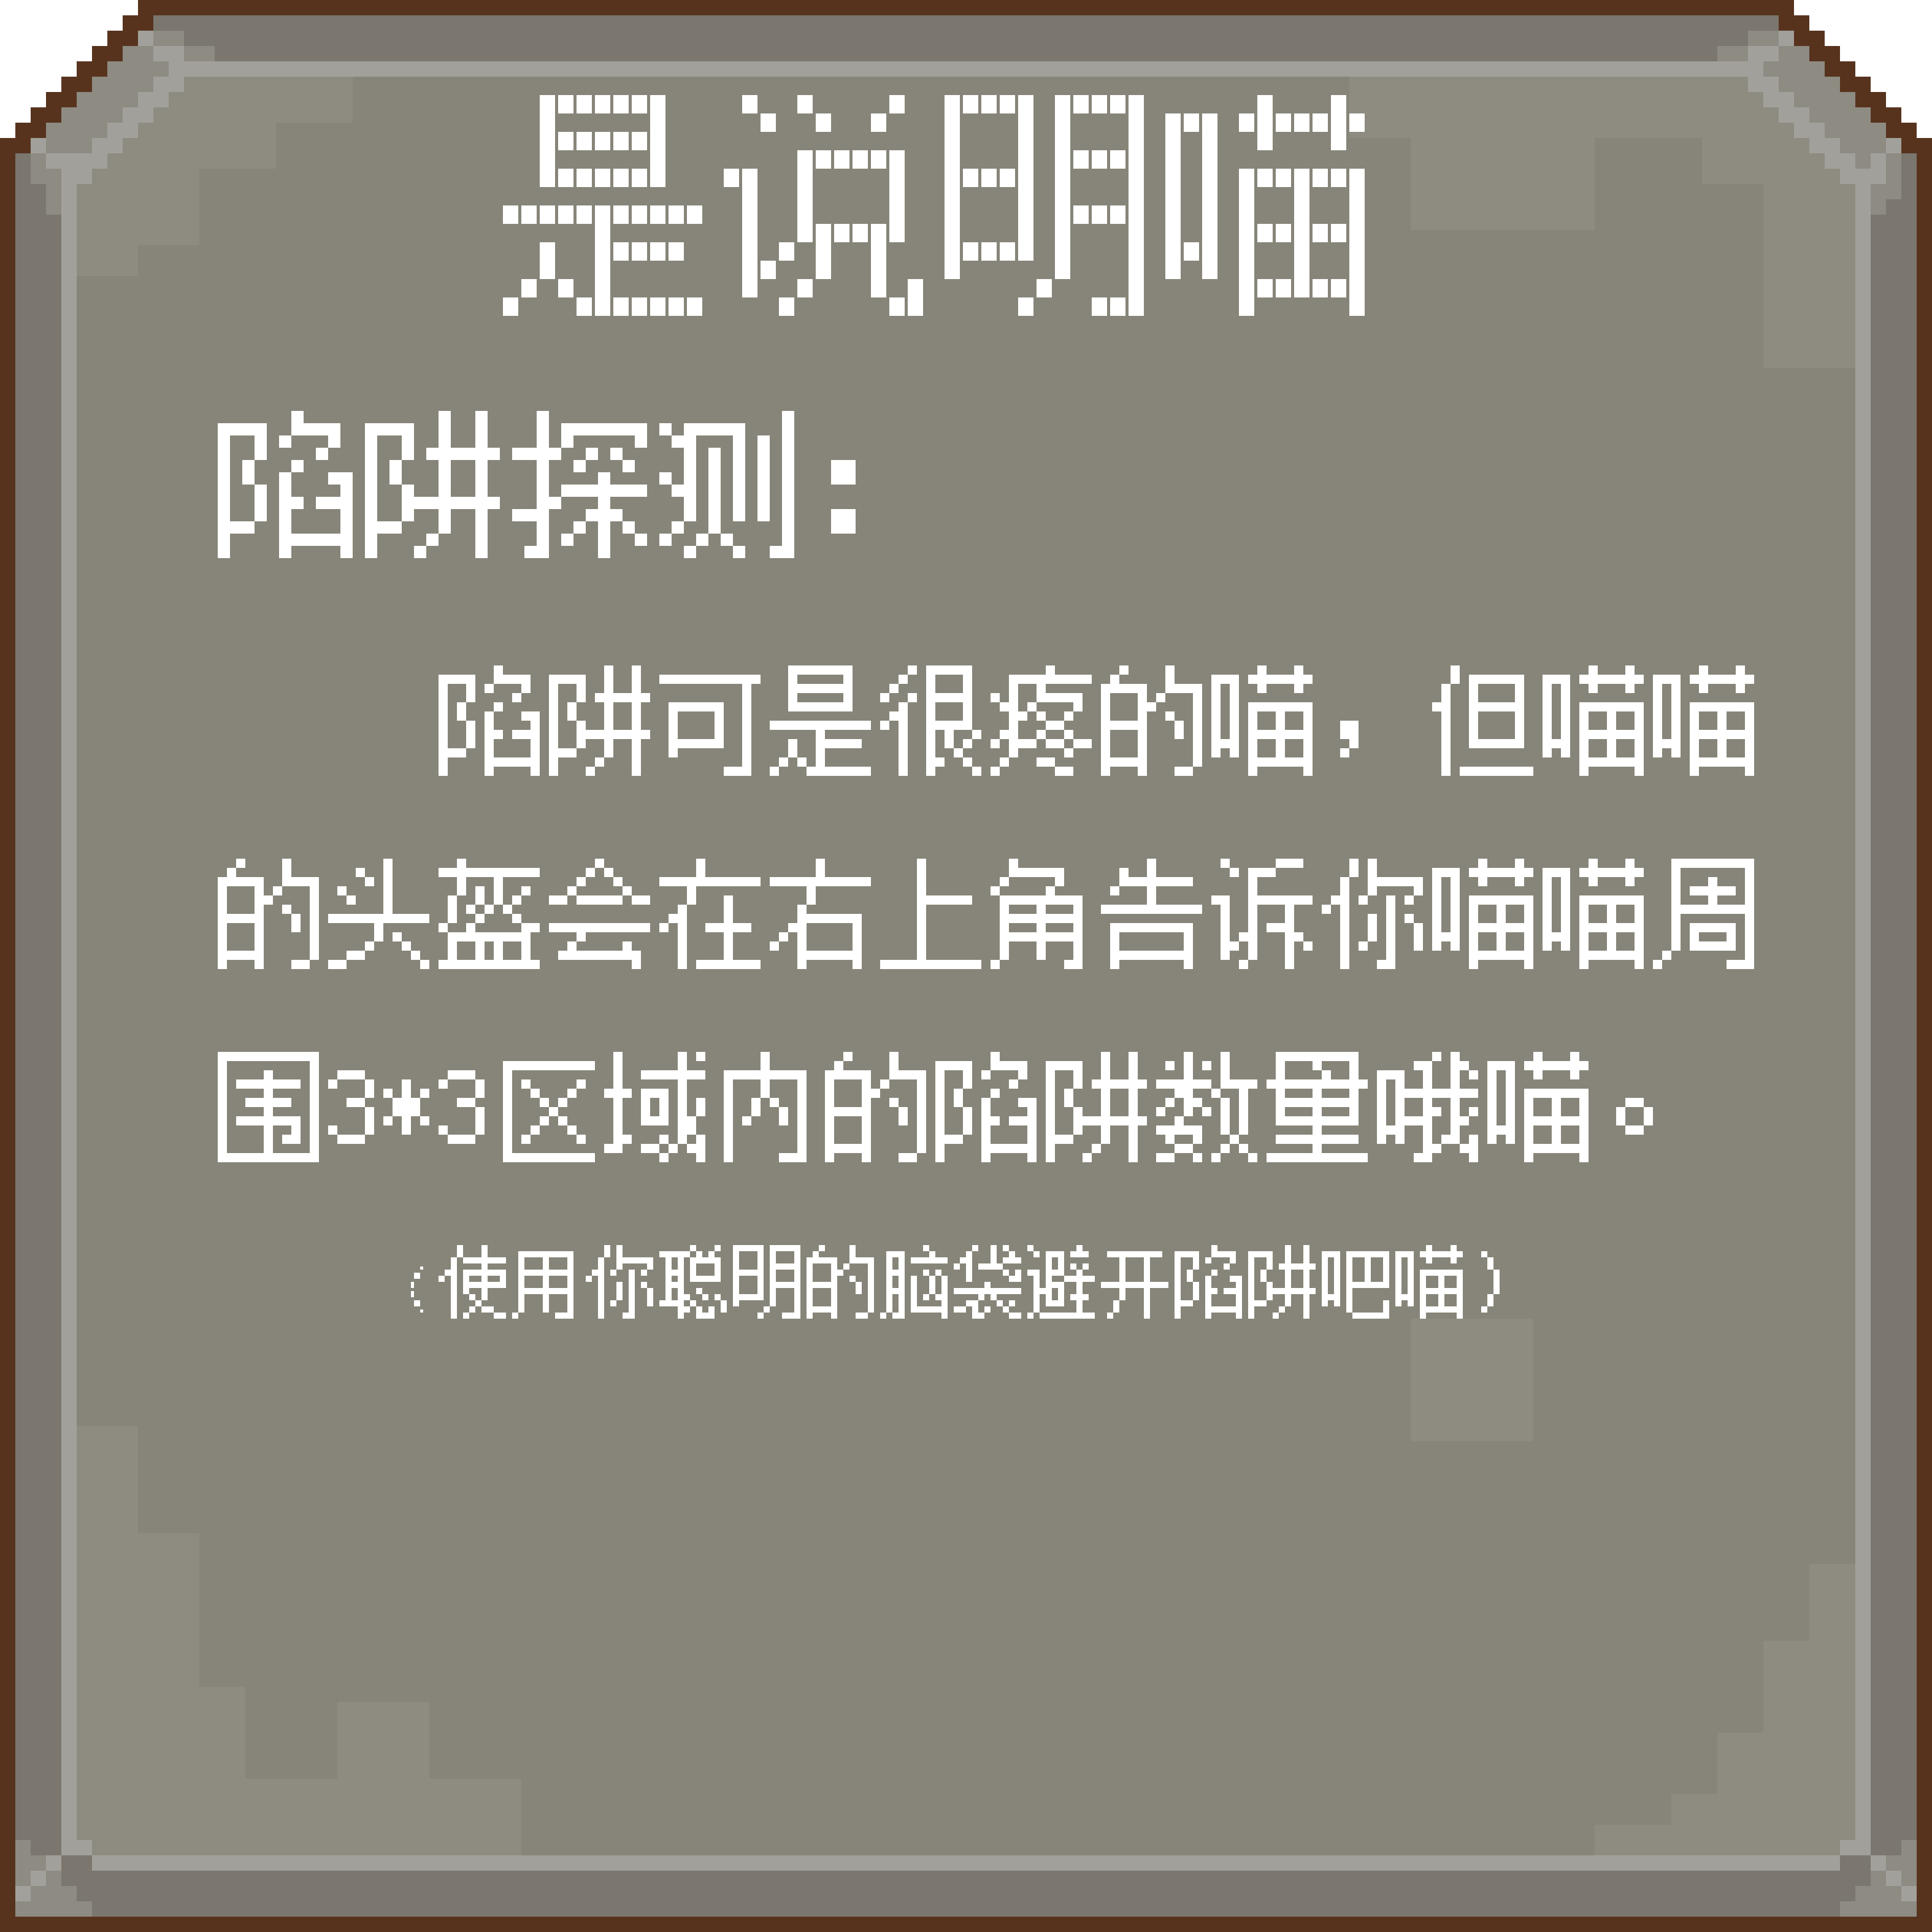 是说明喵
陷阱探测：
陷阱可是很疼的喵，但喵喵
的头盔会在右上角告诉你喵喵周
围3*3区域内的陷阱数量哦喵。
（使用你聪明的脑袋避开陷阱吧喵）